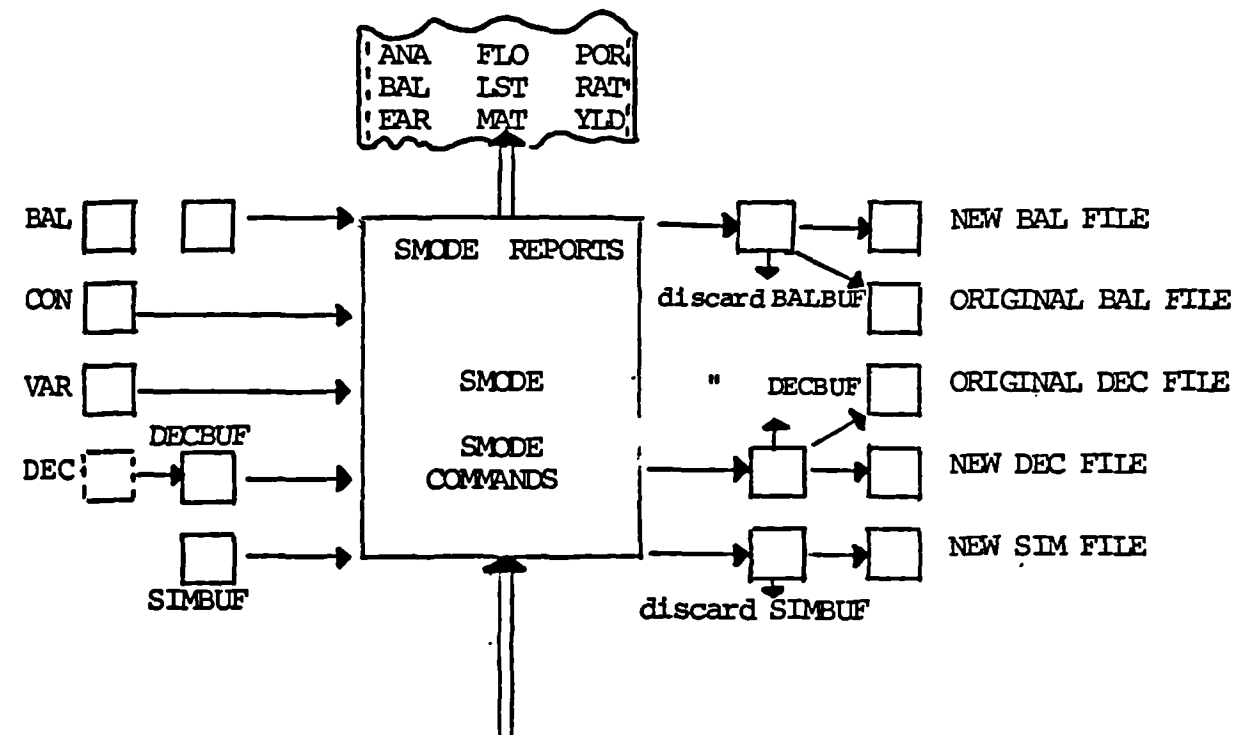 ANA FLO POR
BAL LST RAT
EAR MAT YLD
BAL
SMODE REPORTS
NEW BAL FILE
discard BALBUF
CON
ORIGINAL BAL FILE
VAR
SMODE
" DECBUF
ORIGINAL DEC FILE
DECBUF
DEC
SMODE
COMMANDS
NEW DEC FILE
SIMBUF
NEW SIM FILE
discard SIMBUF